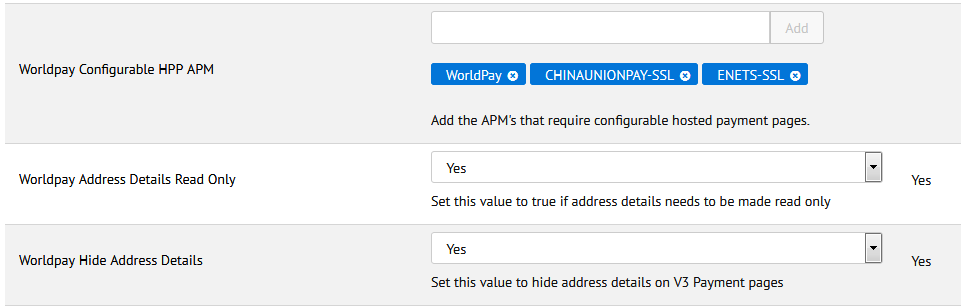 Add
Worldpay Configurable HPP APM
WorldPay CHINAUNIONPAY-SSL ENETS-SSL
Add the APM's that require configurable hosted payment pages.
Worldpay Address Details Read Only
Yes
Yes
Set this value to true if address details needs to be made read only
Worldpay Hide Address Details
Yes
Yes
Set this value to hide address details on V3 Payment pages